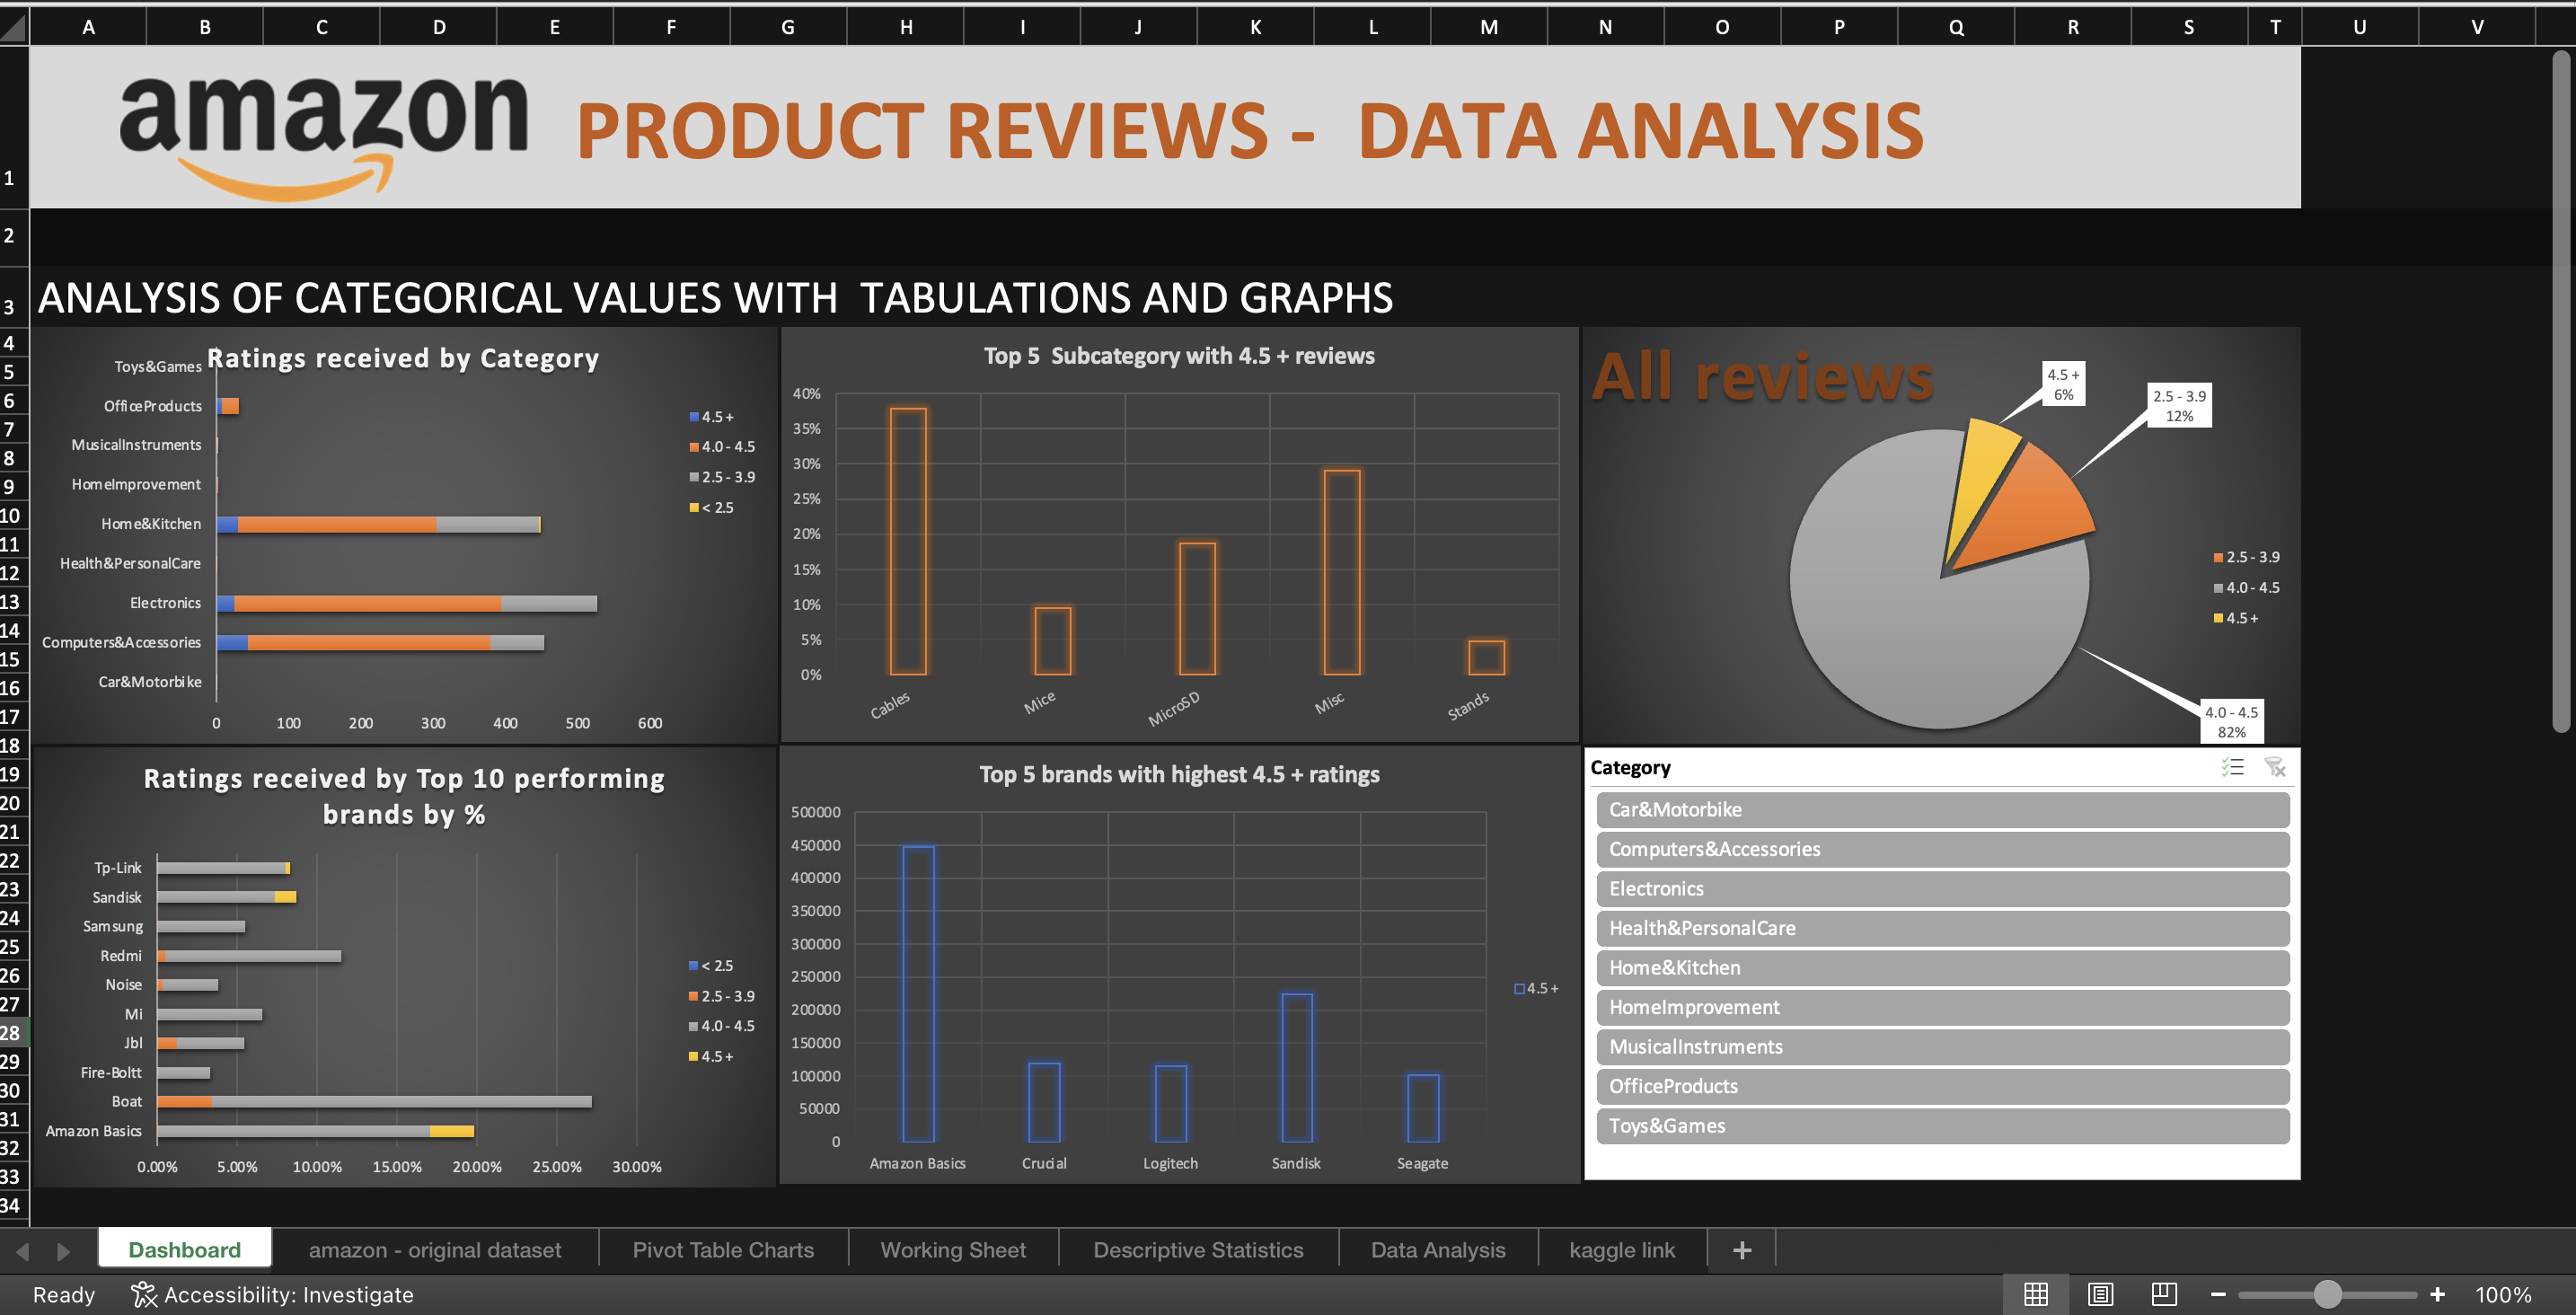 A B C D E F G H I J K L M N O P Q R S T U V
1
amazon PRODUCT REVIEWS - DATA ANALYSIS
2
3
ANALYSIS OF CATEGORICAL VALUES WITH TABULATIONS AND GRAPHS
4
5
6
7
8
9
10
11
12
13
14
15
16
17
18
19
20
21
22
23
24
25
26
27
28
29
30
31
32
33
34
Ratings received by Category
Toys&Games
OfficeProducts
MusicalInstruments
HomeImprovement
Home&Kitchen
Health&PersonalCare
Electronics
Computers&Accessories
Car&Motorbike
0 100 200 300 400 500 600
4.5 +
4.0 - 4.5
2.5 - 3.9
< 2.5
Top 5 Subcategory with 4.5 + reviews
40%
35%
30%
25%
20%
15%
10%
5%
0%
Cables Mice MicroSD Misc Stands
All reviews
4.5 +
6%
2.5 - 3.9
12%
4.0 - 4.5
82%
2.5 - 3.9
4.0 - 4.5
4.5 +
Ratings received by Top 10 performing
brands by %
Tp-Link
Sandisk
Samsung
Redmi
Noise
Mi
Jbl
Fire-Boltt
Boat
Amazon Basics
0.00% 5.00% 10.00% 15.00% 20.00% 25.00% 30.00%
< 2.5
2.5 - 3.9
4.0 - 4.5
4.5 +
Top 5 brands with highest 4.5 + ratings
500000
450000
400000
350000
300000
250000
200000
150000
100000
50000
0
Amazon Basics Crucial Logitech Sandisk Seagate
4.5 +
Category
Car&Motorbike
Computers&Accessories
Electronics
Health&PersonalCare
Home&Kitchen
HomeImprovement
MusicalInstruments
OfficeProducts
Toys&Games
Dashboard amazon - original dataset Pivot Table Charts Working Sheet Descriptive Statistics Data Analysis kaggle link +
Ready Accessibility: Investigate - + 100%